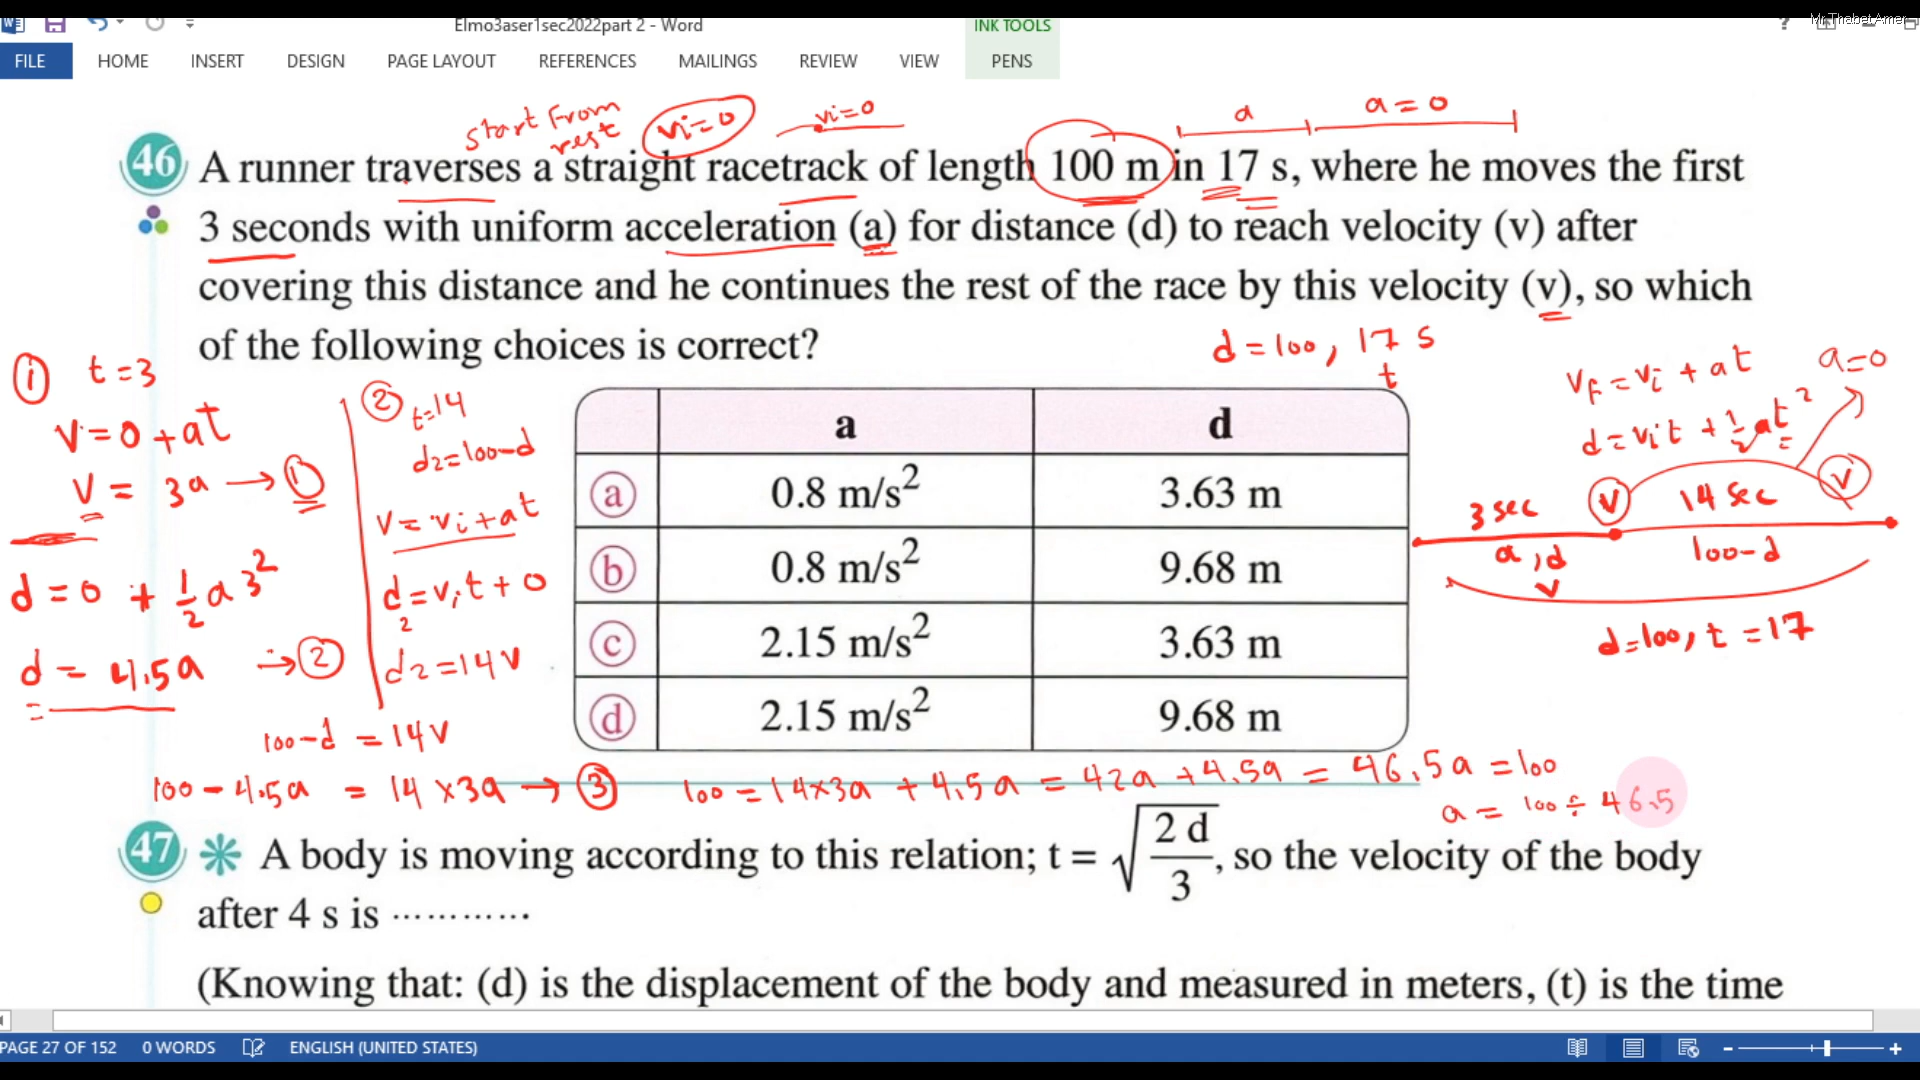 Mr.Thabet Amer
Elmo3aser1sec2022part 2 - Word
INK TOOLS
FILE HOME INSERT DESIGN PAGE LAYOUT REFERENCES MAILINGS REVIEW VIEW PENS
start From rest
vi=0
vi=0
a
a=0
46 A runner traverses a straight racetrack of length 100 m in 17 s, where he moves the first
3 seconds with uniform acceleration (a) for distance (d) to reach velocity (v) after
covering this distance and he continues the rest of the race by this velocity (v), so which
of the following choices is correct?
d=100, 17 s
t
1 t=3
v=0+at
v = 3a → 1
d=0 + 1/2 a 3²
d = 4.5a → 2
2 t=14
d2=100-d
v=vi+at
d2=vit+0
d2=14v
a d
a 0.8 m/s² 3.63 m
b 0.8 m/s² 9.68 m
c 2.15 m/s² 3.63 m
d 2.15 m/s² 9.68 m
vf=vi+at
a=0
d=vit+1/2at²
3 sec
v
14 sec
v
a,d
v
100-d
d=100, t=17
100-d = 14v
100-4.5a = 14×3a → 3
100=14×3a+4.5a=42a+4.5a=46.5a=100
a=100÷46.5
47 ✻ A body is moving according to this relation; t = √(2 d/3), so the velocity of the body
after 4 s is ............
(Knowing that: (d) is the displacement of the body and measured in meters, (t) is the time
PAGE 27 OF 152 0 WORDS ENGLISH (UNITED STATES)